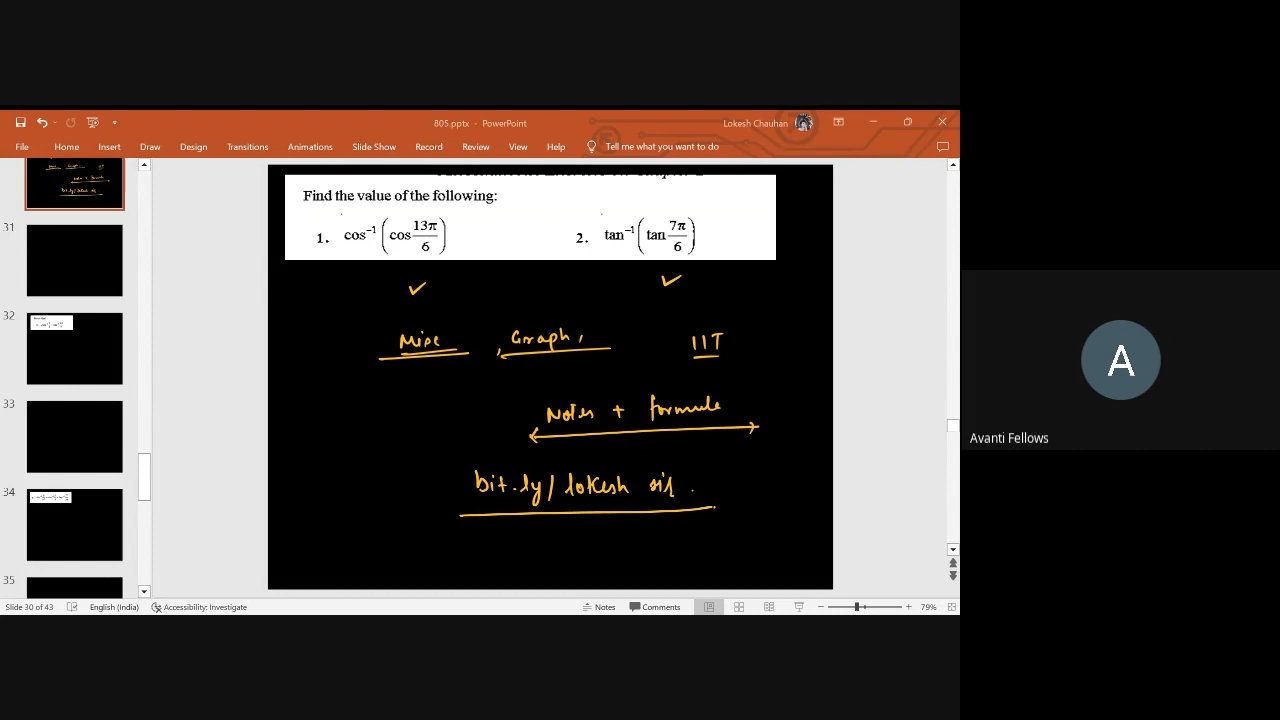 805.pptx - PowerPoint
Lokesh Chauhan
File Home Insert Draw Design Transitions Animations Slide Show Record Review View Help Tell me what you want to do
Find the value of the following:
1. cos⁻¹(cos 13π/6) 2. tan⁻¹(tan 7π/6)
Misc , Graph, IIT
Notes + formule
bit.ly/lokesh sir
31
32
33
34
35
Slide 30 of 43 English (India) Accessibility: Investigate Notes Comments 79%
A
Avanti Fellows